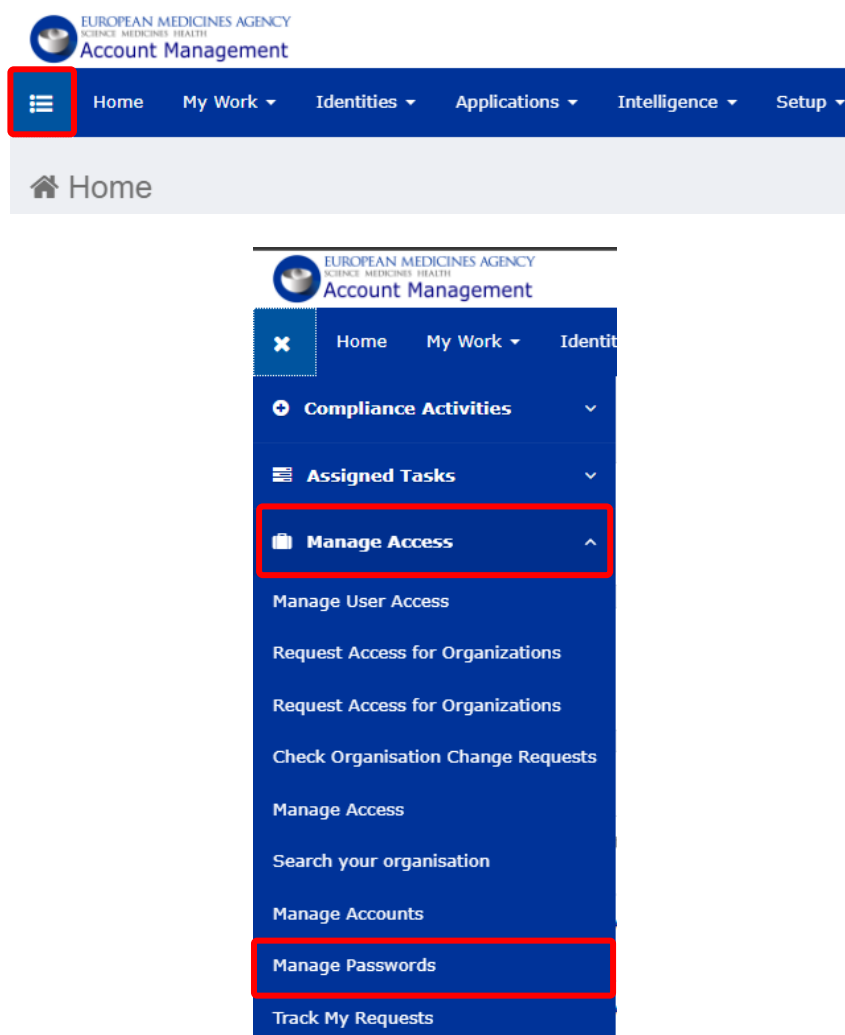 EUROPEAN MEDICINES AGENCY
SCIENCE MEDICINES HEALTH
Account Management
Home My Work Identities Applications Intelligence Setup
Home
EUROPEAN MEDICINES AGENCY
SCIENCE MEDICINES HEALTH
Account Management
Home My Work Identit
Compliance Activities
Assigned Tasks
Manage Access
Manage User Access
Request Access for Organizations
Request Access for Organizations
Check Organisation Change Requests
Manage Access
Search your organisation
Manage Accounts
Manage Passwords
Track My Requests